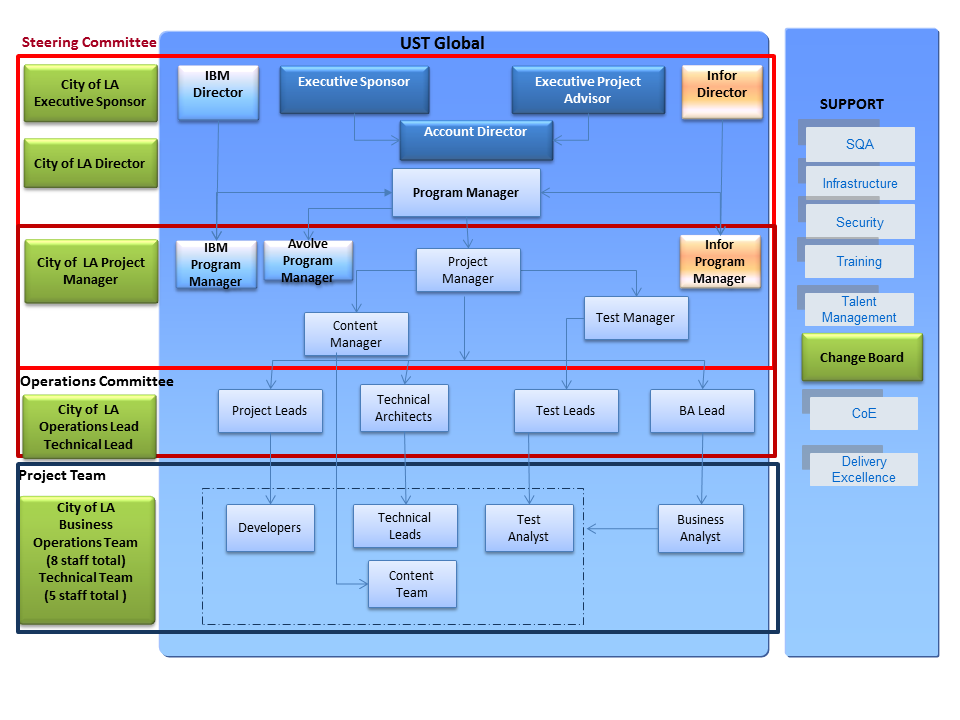 Steering Committee
UST Global
City of LA
Executive Sponsor
IBM
Director
Executive Sponsor
Executive Project
Advisor
Infor
Director
Account Director
City of LA Director
Program Manager
City of  LA Project
Manager
IBM
Program
Manager
Avolve
Program
Manager
Project
Manager
Infor
Program
Manager
Content
Manager
Test Manager
Operations Committee
City of  LA
Operations Lead
Technical Lead
Project Leads
Technical
Architects
Test Leads
BA Lead
Project Team
City of LA
Business
Operations Team
(8 staff total)
Technical Team
(5 staff total )
Developers
Technical
Leads
Test
Analyst
Business
Analyst
Content
Team
SUPPORT
SQA
Infrastructure
Security
Training
Talent
Management
Change Board
CoE
Delivery
Excellence